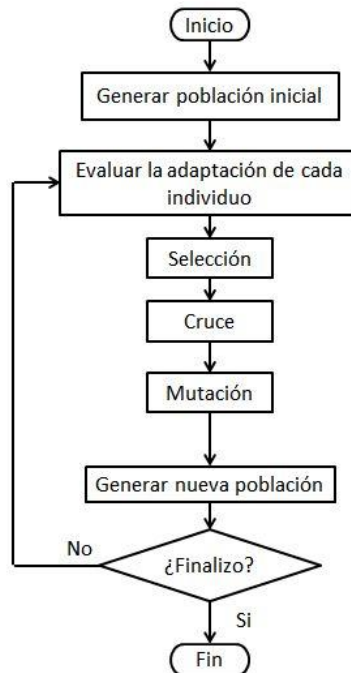 Inicio
Generar población inicial
Evaluar la adaptación de cada
individuo
Selección
Cruce
Mutación
Generar nueva población
No
¿Finalizo?
Si
Fin